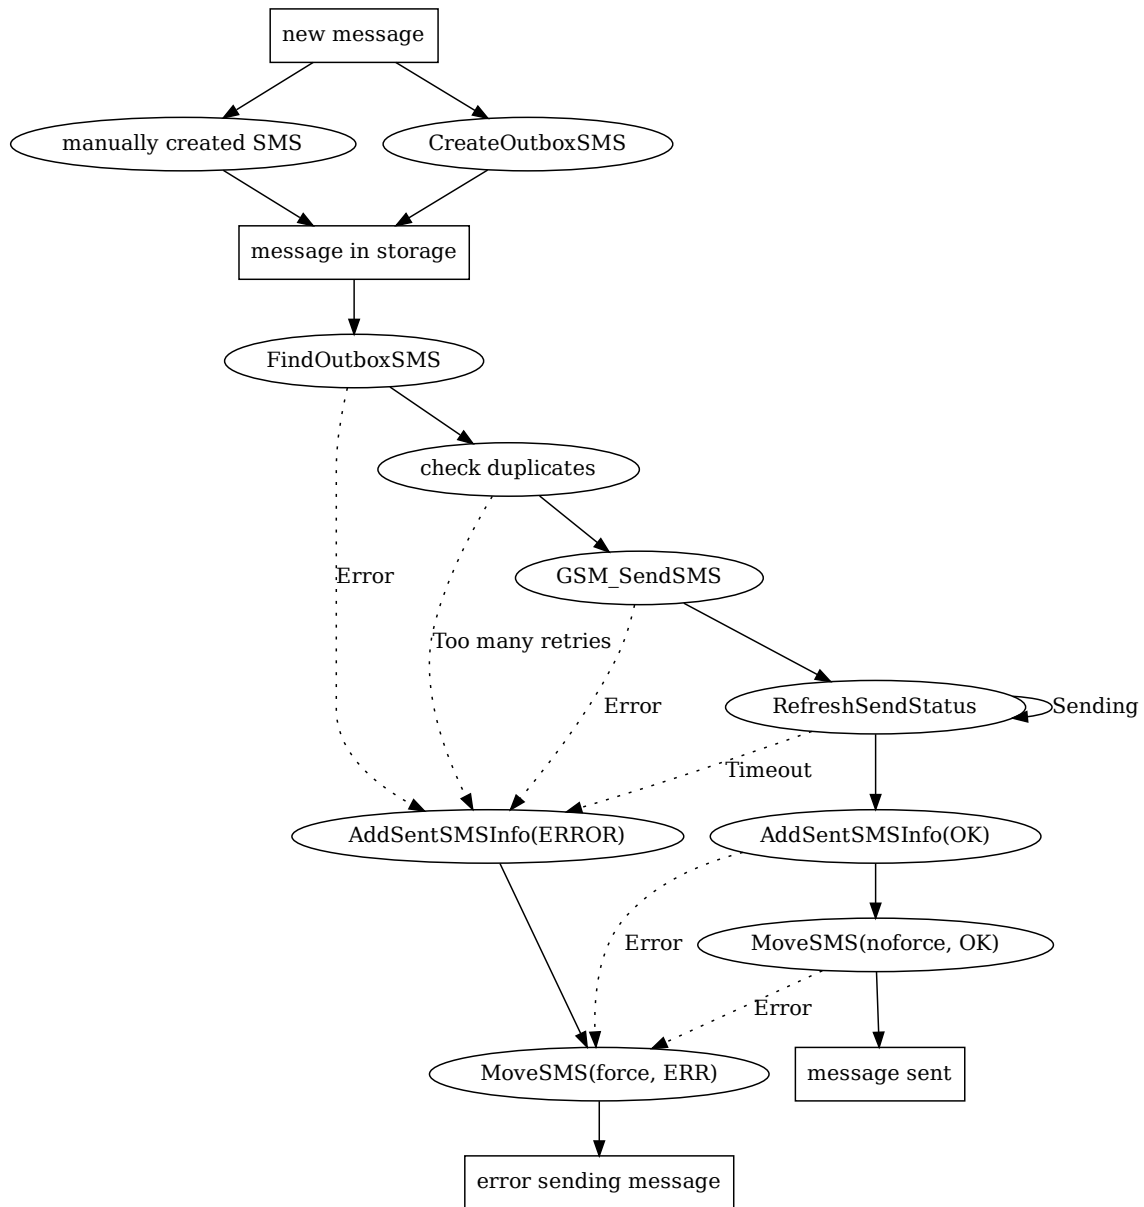 new message
manually created SMS
CreateOutboxSMS
message in storage
FindOutboxSMS
check duplicates
GSM_SendSMS
Error
Too many retries
Error
RefreshSendStatus
Sending
Timeout
AddSentSMSInfo(ERROR)
AddSentSMSInfo(OK)
Error
MoveSMS(noforce, OK)
Error
MoveSMS(force, ERR)
message sent
error sending message